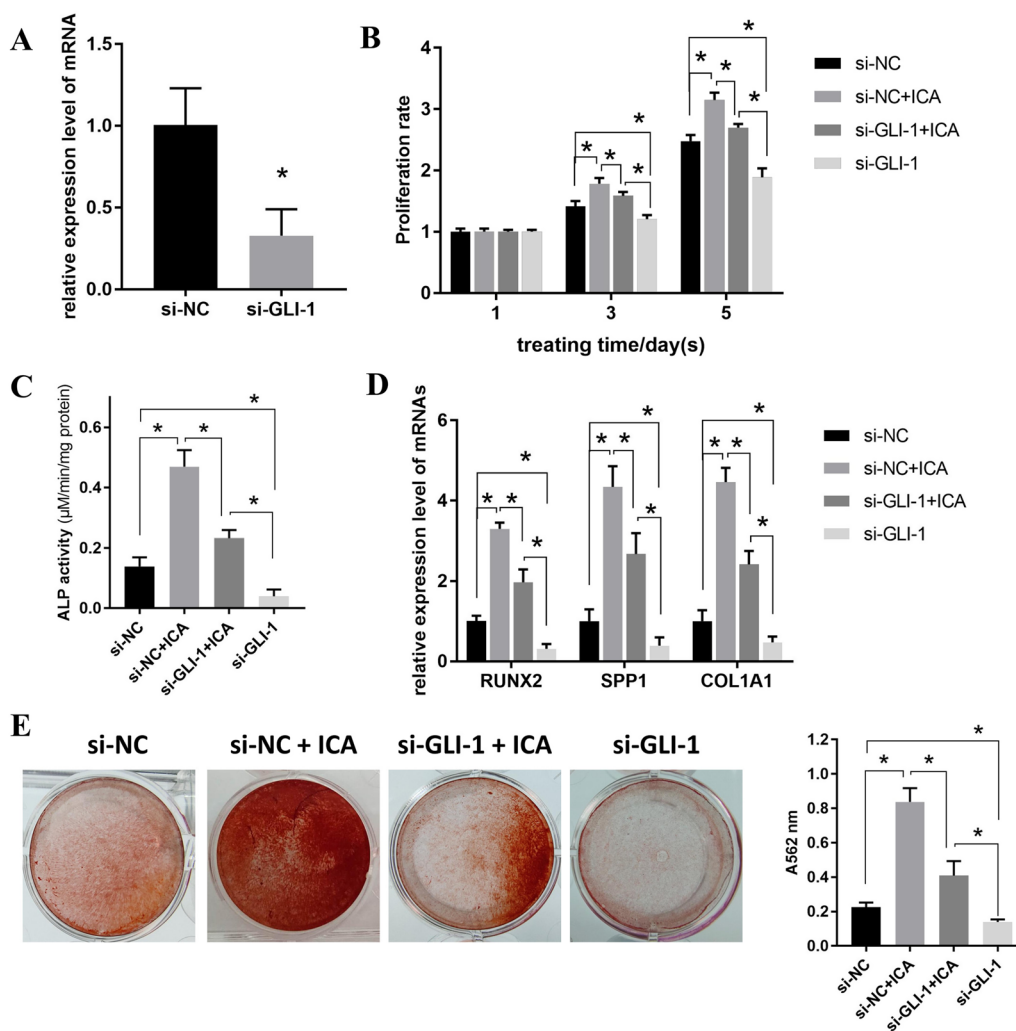 A
relative expression level of mRNA
1.5
1.0
0.5
0.0
*
si-NC
si-GLI-1
B
Proliferation rate
4
3
2
1
0
* * * *
* * * *
1
3
5
treating time/day(s)
si-NC
si-NC+ICA
si-GLI-1+ICA
si-GLI-1
C
ALP activity (μM/min/mg protein)
0.6
0.4
0.2
0.0
* * * *
si-NC
si-NC+ICA
si-GLI-1+ICA
si-GLI-1
D
relative expression level of mRNAs
6
4
2
0
* * * *
* * * *
* * * *
RUNX2
SPP1
COL1A1
si-NC
si-NC+ICA
si-GLI-1+ICA
si-GLI-1
E
si-NC
si-NC + ICA
si-GLI-1 + ICA
si-GLI-1
A562 nm
1.2
1.0
0.8
0.6
0.4
0.2
0.0
* * * *
si-NC
si-NC+ICA
si-GLI-1+ICA
si-GLI-1